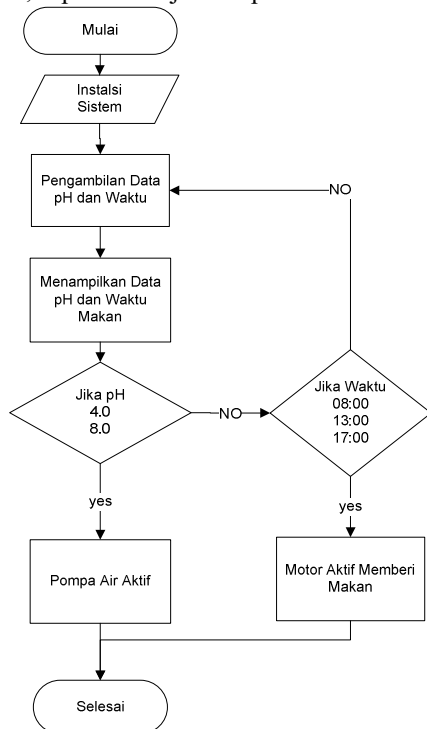 Mulai
Instalsi
Sistem
Pengambilan Data
pH dan Waktu
NO
Menampilkan Data
pH dan Waktu
Makan
Jika pH
4.0
8.0
NO
Jika Waktu
08:00
13:00
17:00
yes
yes
Pompa Air Aktif
Motor Aktif Memberi
Makan
Selesai